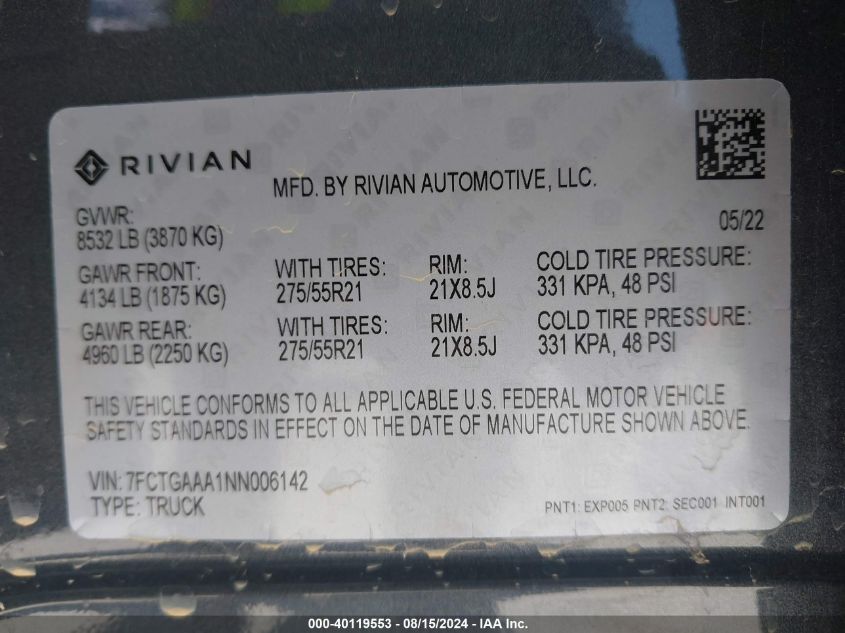 RIVIAN
MFD. BY RIVIAN AUTOMOTIVE, LLC.
05/22
GVWR:
8532 LB (3870 KG)
GAWR FRONT: WITH TIRES: RIM: COLD TIRE PRESSURE:
4134 LB (1875 KG) 275/55R21 21X8.5J 331 KPA, 48 PSI
GAWR REAR: WITH TIRES: RIM: COLD TIRE PRESSURE:
4960 LB (2250 KG) 275/55R21 21X8.5J 331 KPA, 48 PSI
THIS VEHICLE CONFORMS TO ALL APPLICABLE U.S. FEDERAL MOTOR VEHICLE
SAFETY STANDARDS IN EFFECT ON THE DATE OF MANUFACTURE SHOWN ABOVE.
VIN: 7FCTGAAA1NN006142
TYPE: TRUCK
PNT1: EXP005 PNT2: SEC001 INT001
000-40119553 - 08/15/2024 - IAA Inc.